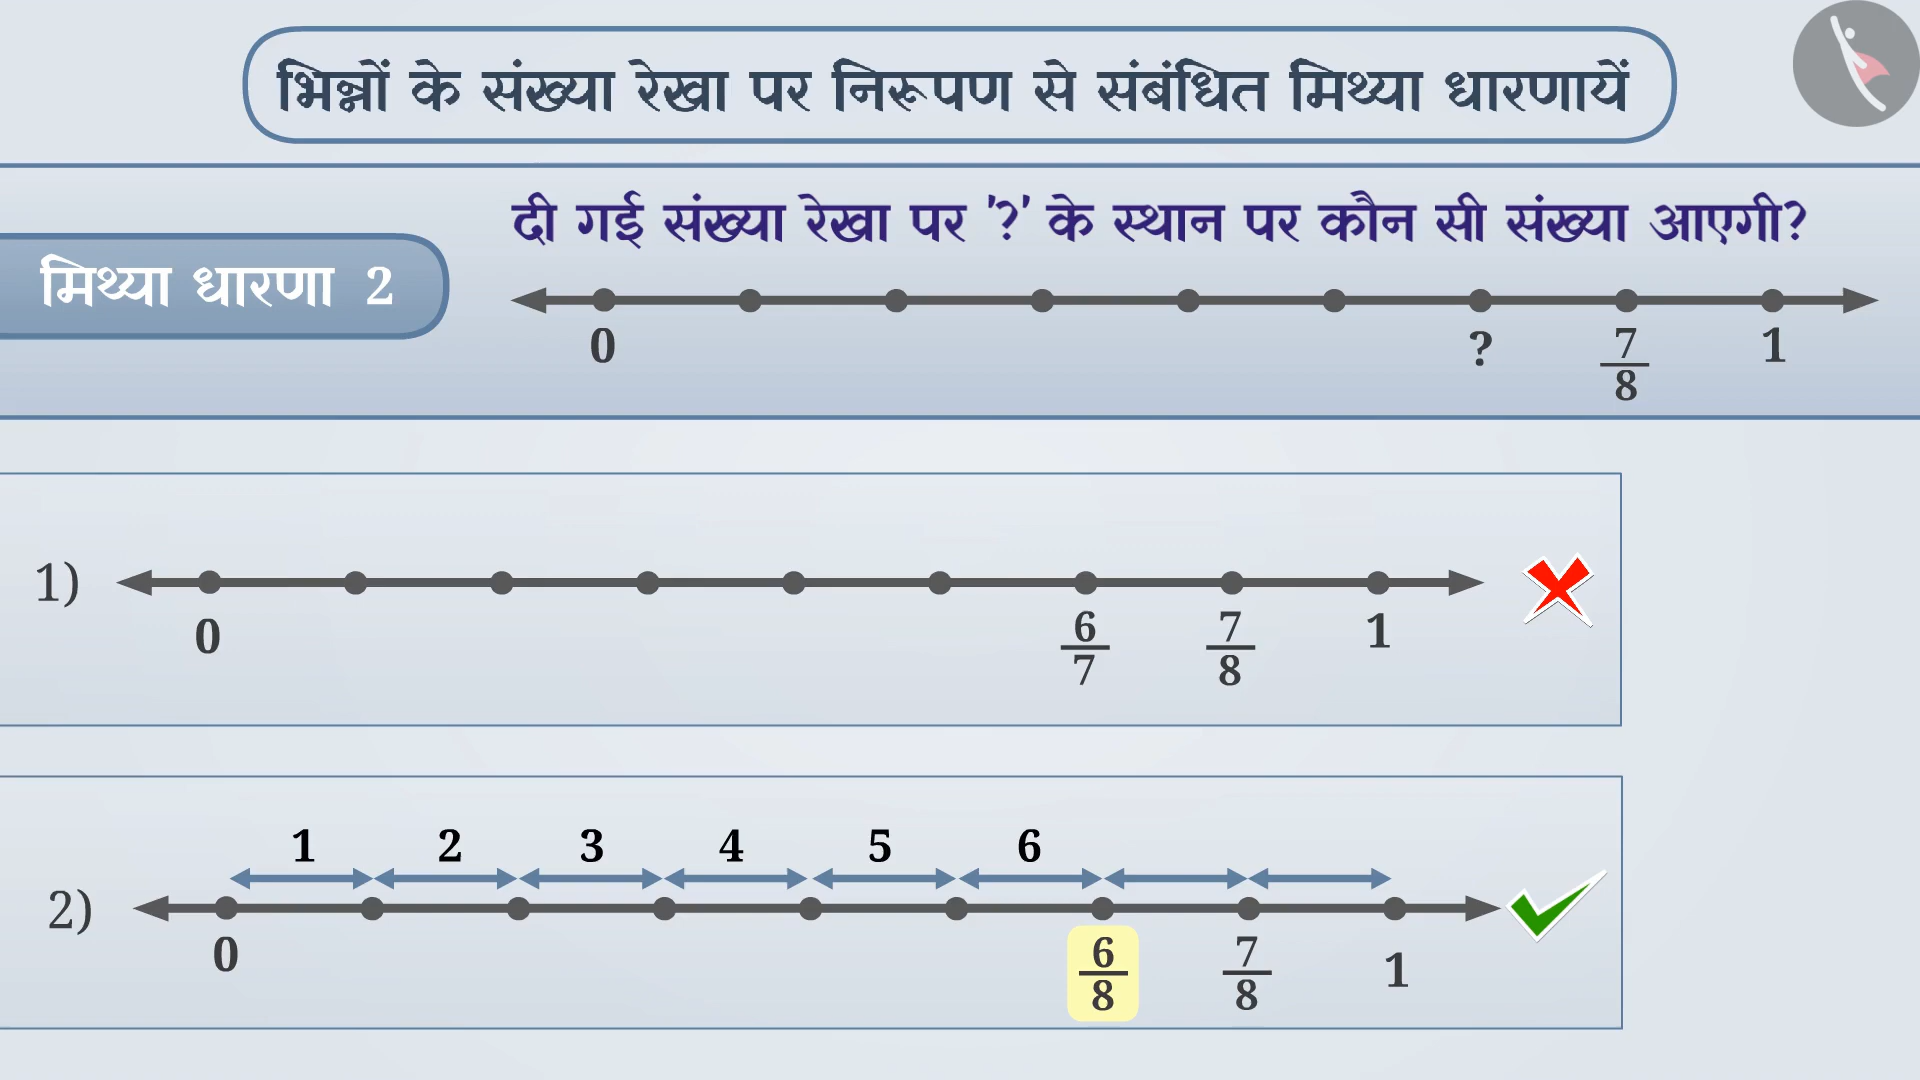 भिन्नों के संख्या रेखा पर निरूपण से संबंधित मिथ्या धारणायें
दी गई संख्या रेखा पर '?' के स्थान पर कौन सी संख्या आएगी?
मिथ्या धारणा 2
0 ? 7/8 1
1)
0 6/7 7/8 1
1 2 3 4 5 6
2)
0 6/8 7/8 1